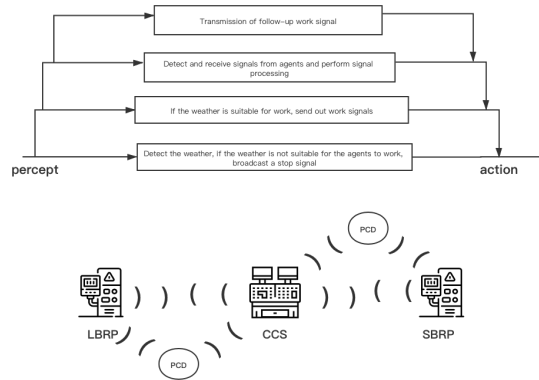 Transmission of follow-up work signal
Detect and receive signals from agents and perform signal
processing
If the weather is suitable for work, send out work signals
Detect the weather, If the weather is not suitable for the agents to work,
broadcast a stop signal
percept
action
PCD
LBRP
CCS
SBRP
PCD